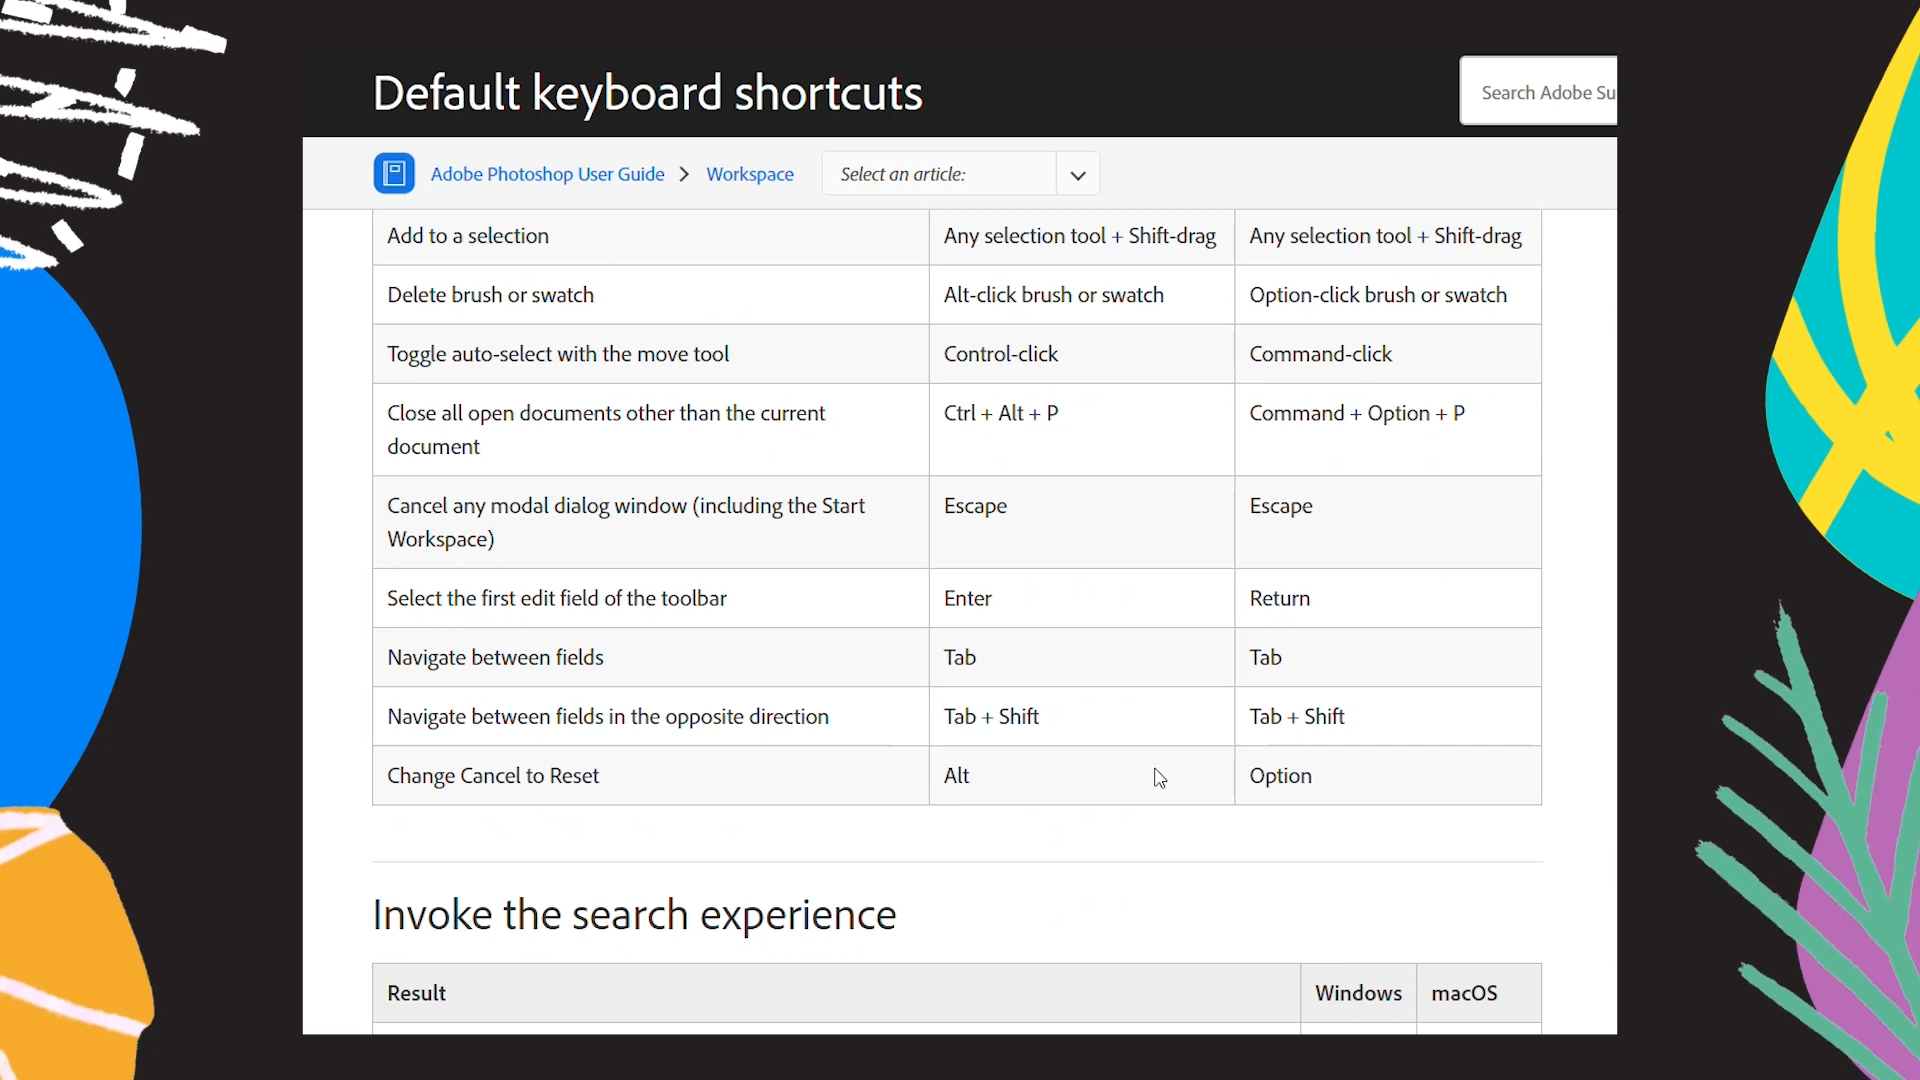 Default keyboard shortcuts
Search Adobe Su
Adobe Photoshop User Guide > Workspace
Select an article:
Add to a selection
Any selection tool + Shift-drag
Any selection tool + Shift-drag
Delete brush or swatch
Alt-click brush or swatch
Option-click brush or swatch
Toggle auto-select with the move tool
Control-click
Command-click
Close all open documents other than the current
document
Ctrl + Alt + P
Command + Option + P
Cancel any modal dialog window (including the Start
Workspace)
Escape
Escape
Select the first edit field of the toolbar
Enter
Return
Navigate between fields
Tab
Tab
Navigate between fields in the opposite direction
Tab + Shift
Tab + Shift
Change Cancel to Reset
Alt
Option
Invoke the search experience
Result
Windows
macOS